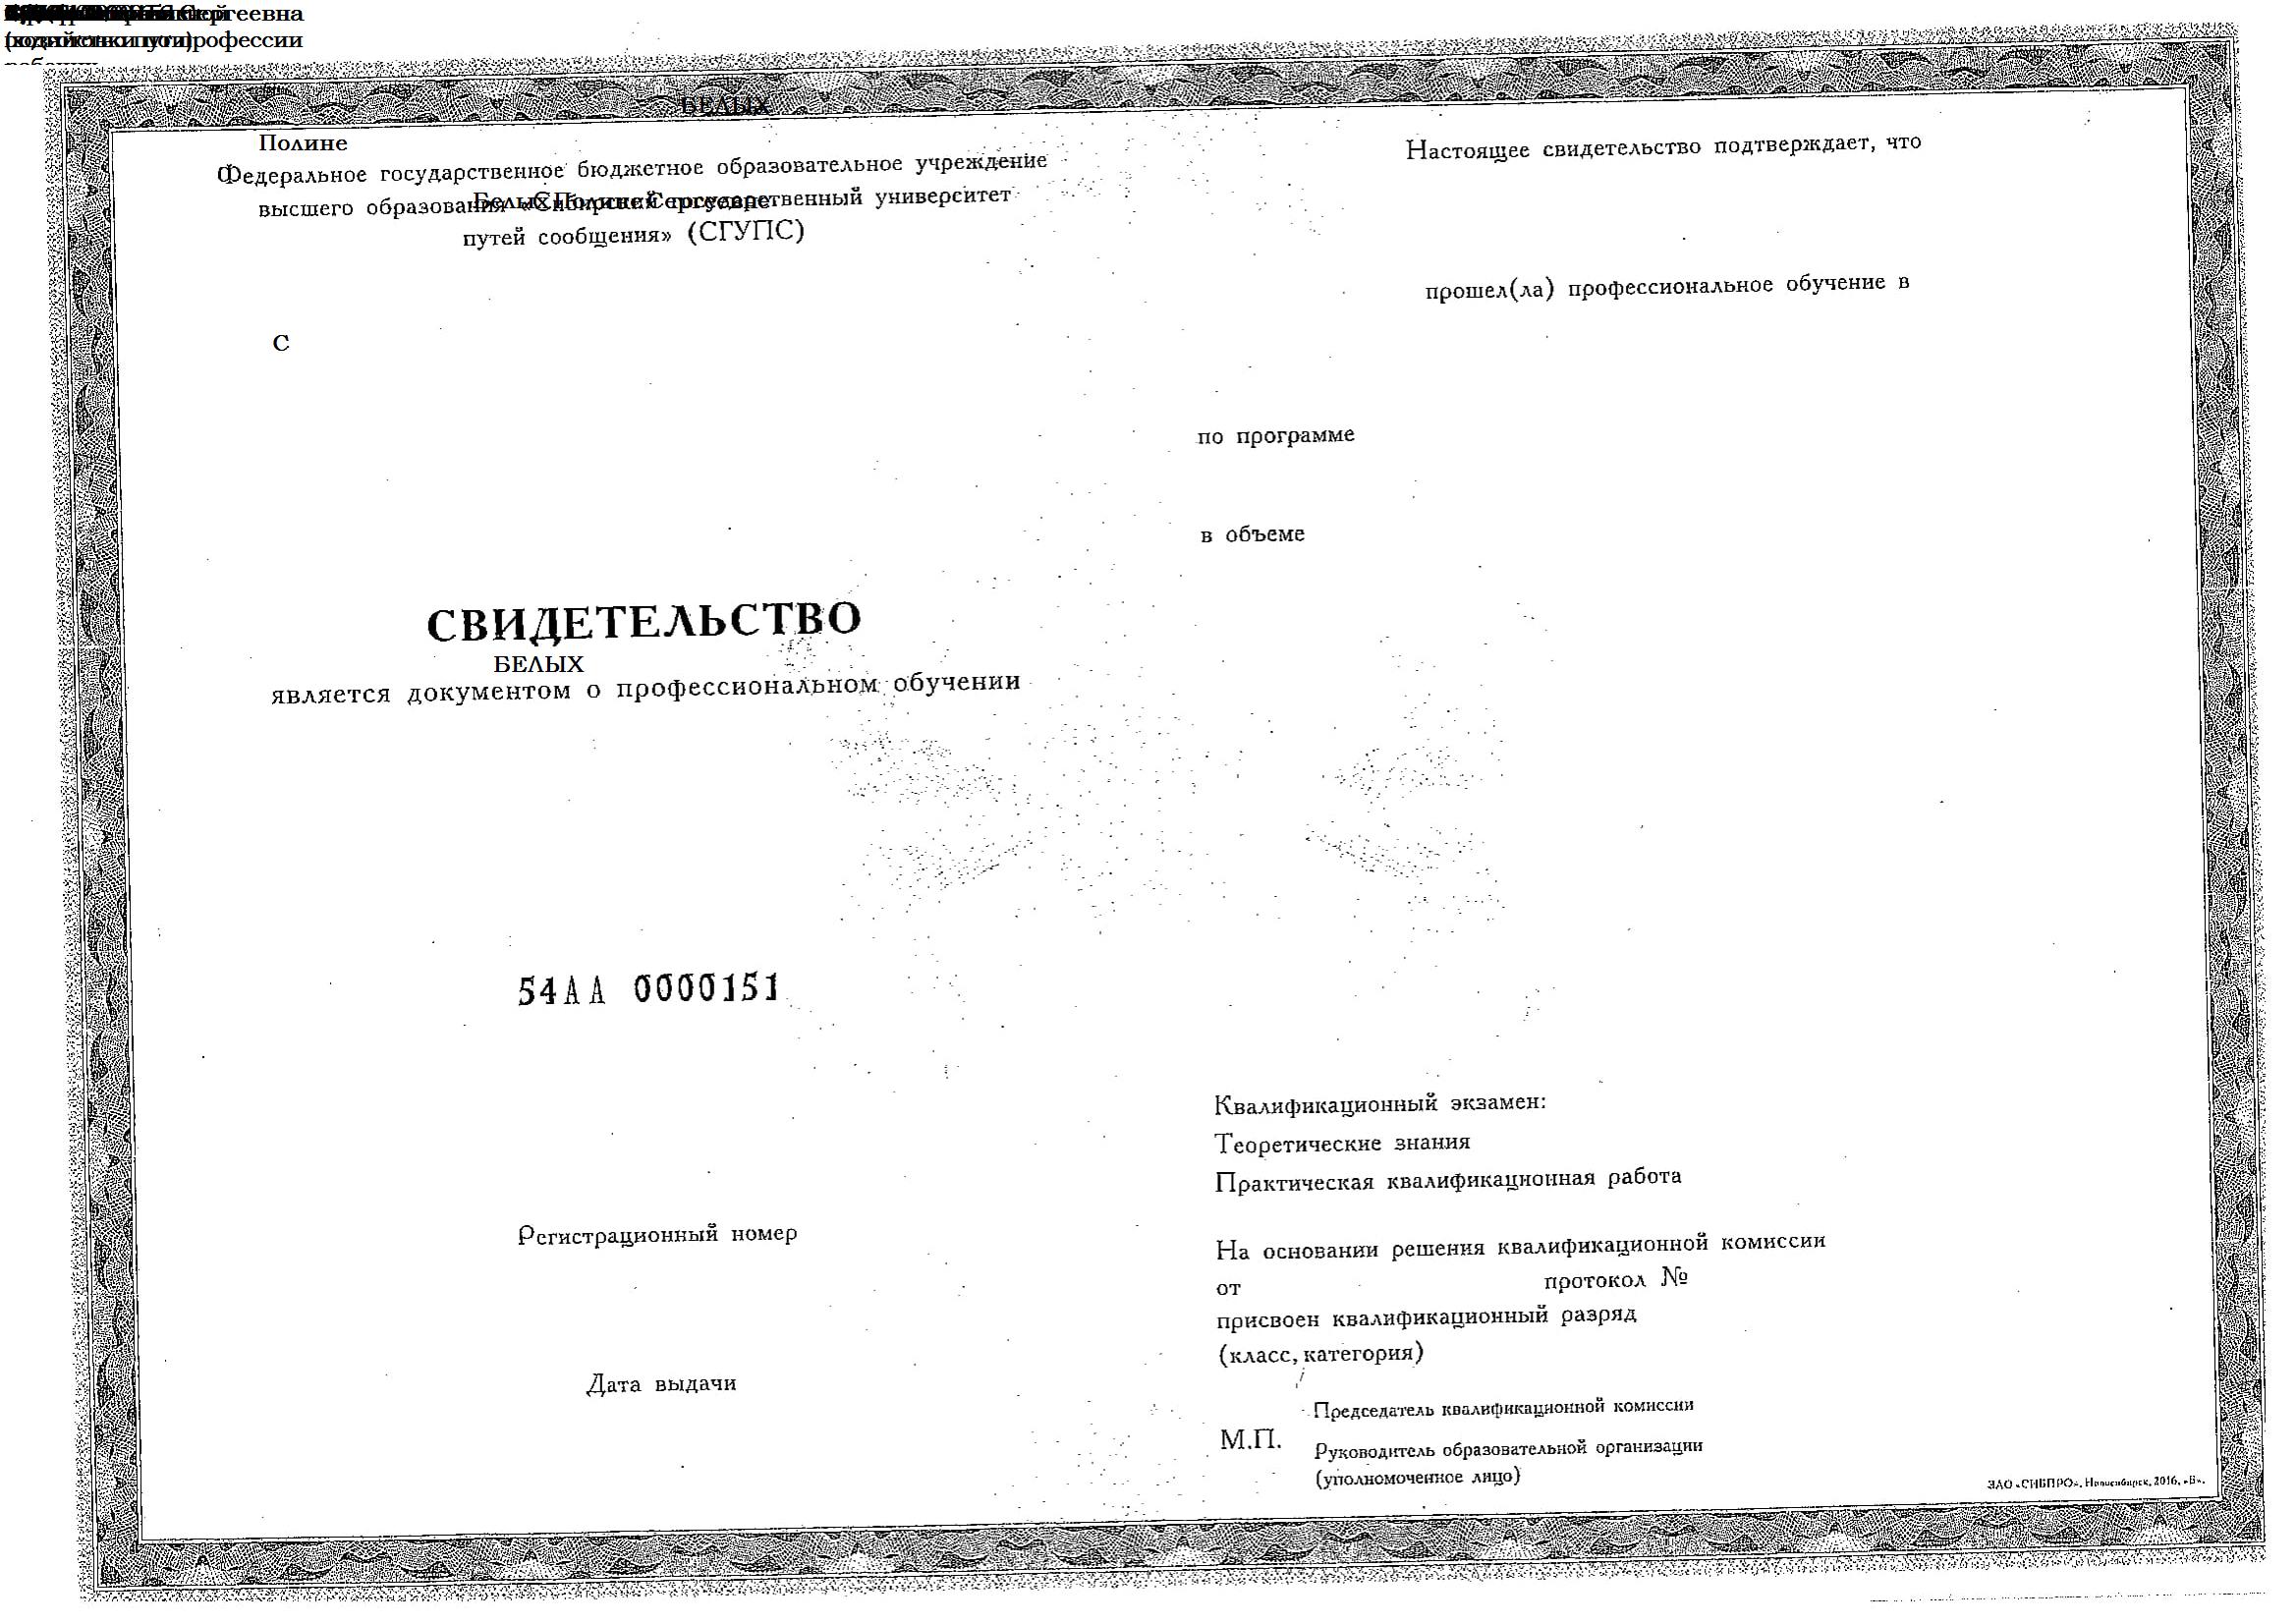 Сергеевна
(хозяйство пути) профессии
БЕЛЫХ
Полине
Федеральное государственное бюджетное образовательное учреждение
высшего образования «Сибирский государственный университет
Белых Полине Сергеевне
путей сообщения» (СГУПС)
С
СВИДЕТЕЛЬСТВО
БЕЛЫХ
является документом о профессиональном обучении
54АА 0000151
Регистрационный номер
Дата выдачи
Настоящее свидетельство подтверждает, что
прошел(ла) профессиональное обучение в
по программе
в объеме
Квалификационный экзамен:
Теоретические знания
Практическая квалификационная работа
На основании решения квалификационной комиссии
от протокол №
присвоен квалификационный разряд
(класс, категория)
М.П.
Председатель квалификационной комиссии
Руководитель образовательной организации
(уполномоченное лицо)
ЗАО «СИБПРО», Новосибирск, 2016, «В».